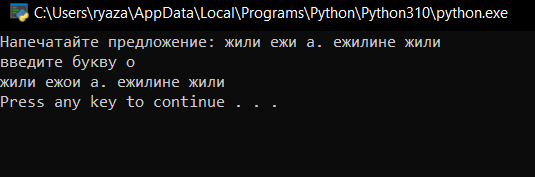 C:\Users\ryaza\AppData\Local\Programs\Python\Python310\python.exe
Напечатайте предложение: жили ежи а. ежилине жили
введите букву о
жили ежои а. ежилине жили
Press any key to continue . . .